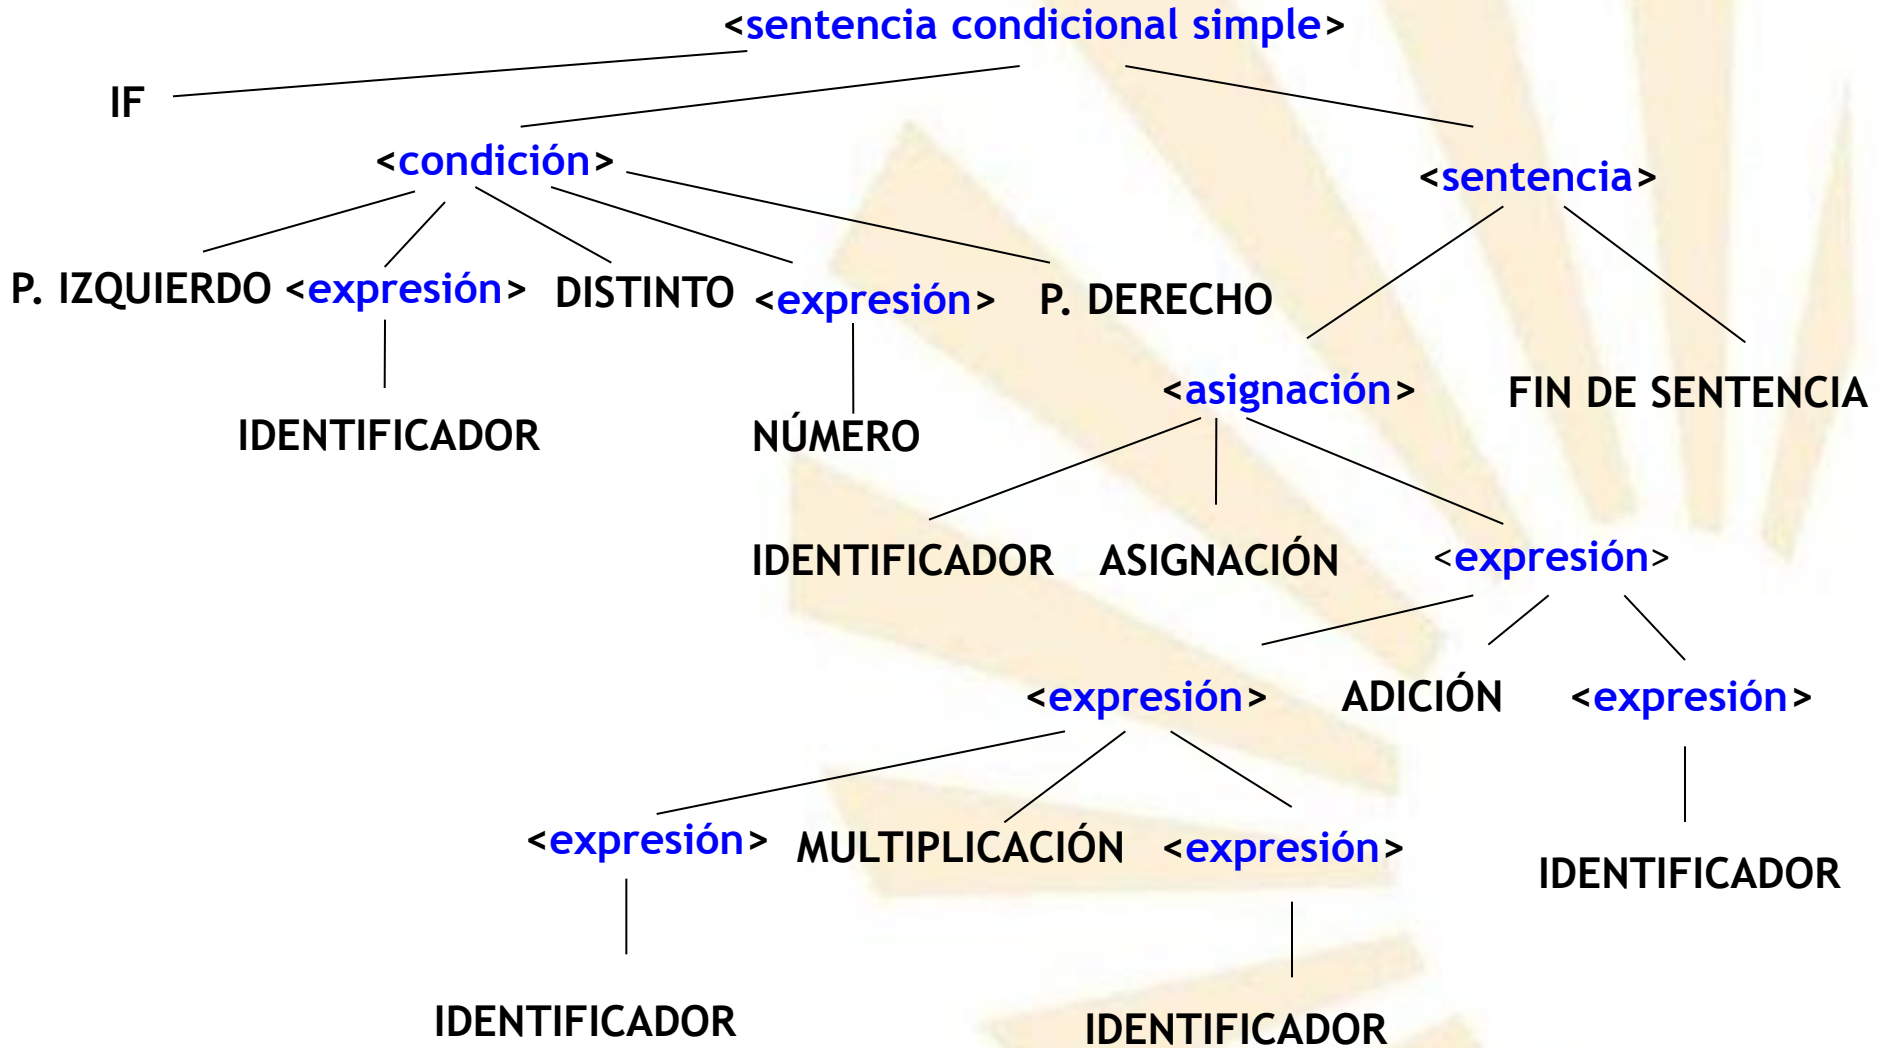 <sentencia condicional simple>
IF
<condición>
<sentencia>
P. IZQUIERDO <expresión> DISTINTO <expresión> P. DERECHO
<asignación> FIN DE SENTENCIA
IDENTIFICADOR NÚMERO
IDENTIFICADOR ASIGNACIÓN <expresión>
<expresión> ADICIÓN <expresión>
<expresión> MULTIPLICACIÓN <expresión>
IDENTIFICADOR
IDENTIFICADOR IDENTIFICADOR